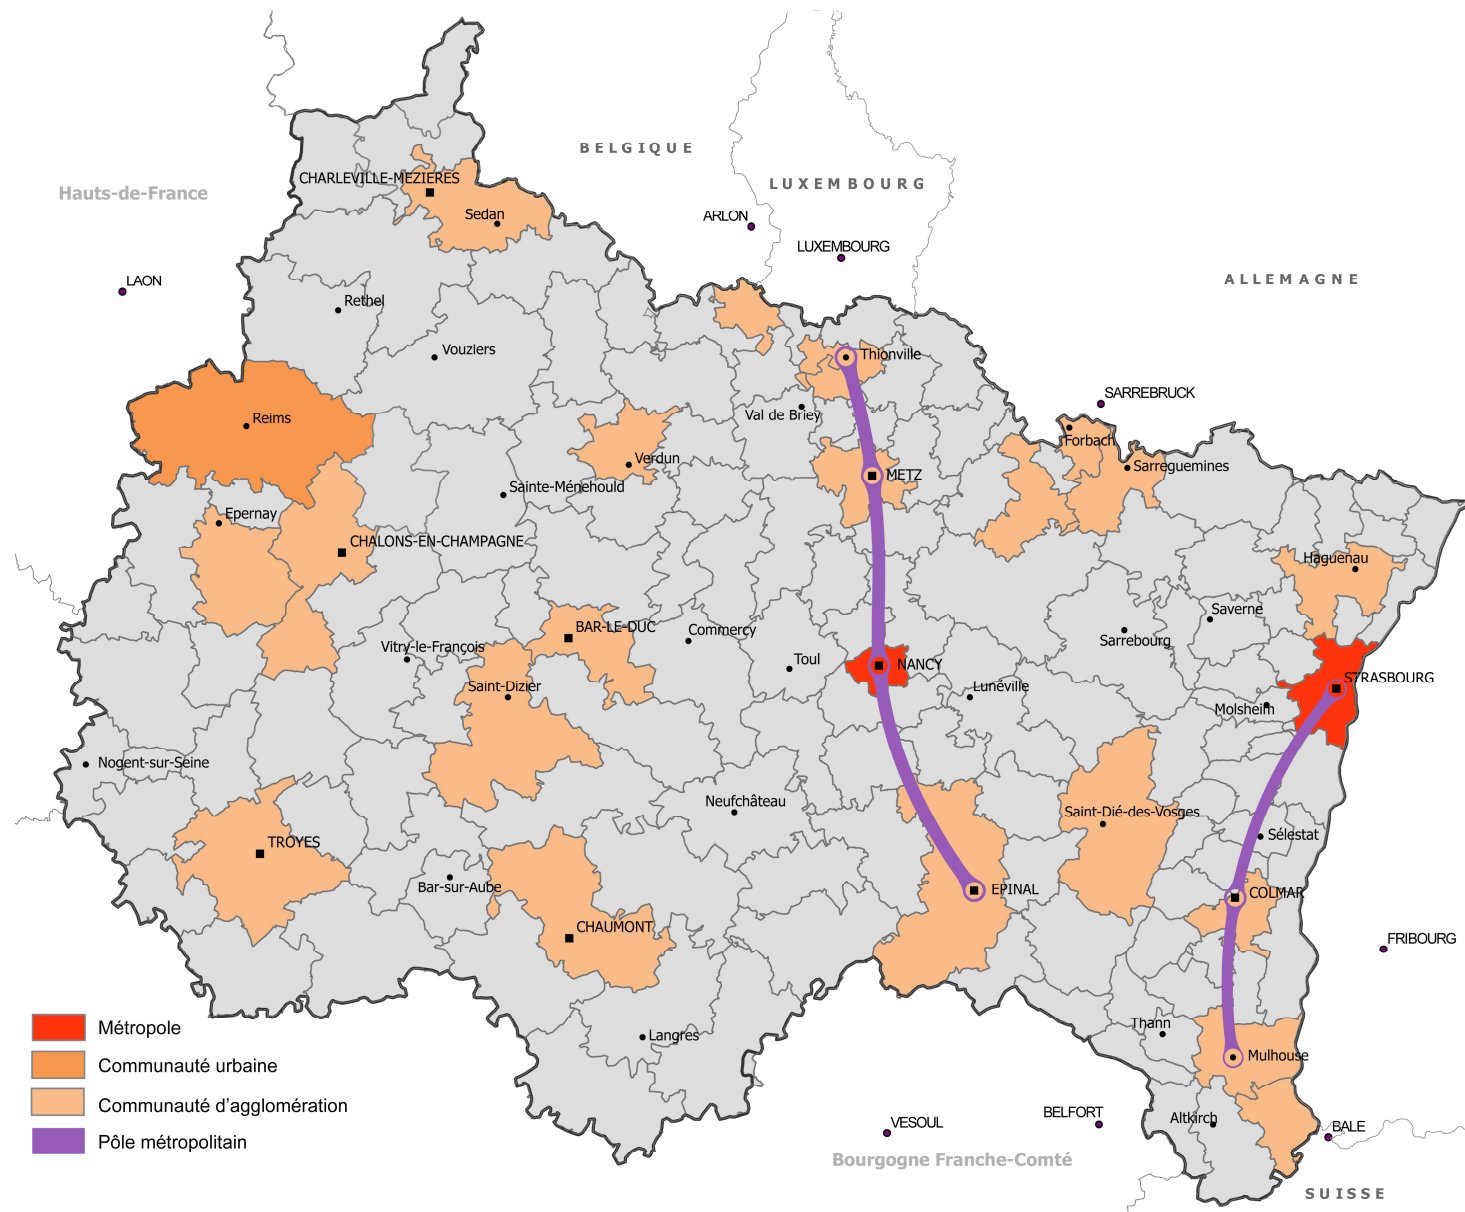 BELGIQUE
CHARLEVILLE-MEZIERES
LUXEMBOURG
Hauts-de-France
Sedan
ARLON
LUXEMBOURG
LAON
ALLEMAGNE
Rethel
Vouziers
Thionville
SARREBRUCK
Val de Briey
Reims
Forbach
Verdun
Sarreguemines
METZ
Sainte-Ménehould
Epernay
CHALONS-EN-CHAMPAGNE
Haguenau
Saverne
BAR-LE-DUC
Commercy
Sarrebourg
Vitry-le-François
Toul
NANCY
STRASBOURG
Saint-Dizier
Lunéville
Molsheim
Nogent-sur-Seine
Neufchâteau
Saint-Dié-des-Vosges
Sélestat
TROYES
Bar-sur-Aube
EPINAL
COLMAR
CHAUMONT
FRIBOURG
Thann
Métropole
Langres
Mulhouse
Communauté urbaine
Communauté d'agglomération
BELFORT
Altkirch
VESOUL
BALE
Pôle métropolitain
Bourgogne Franche-Comté
SUISSE